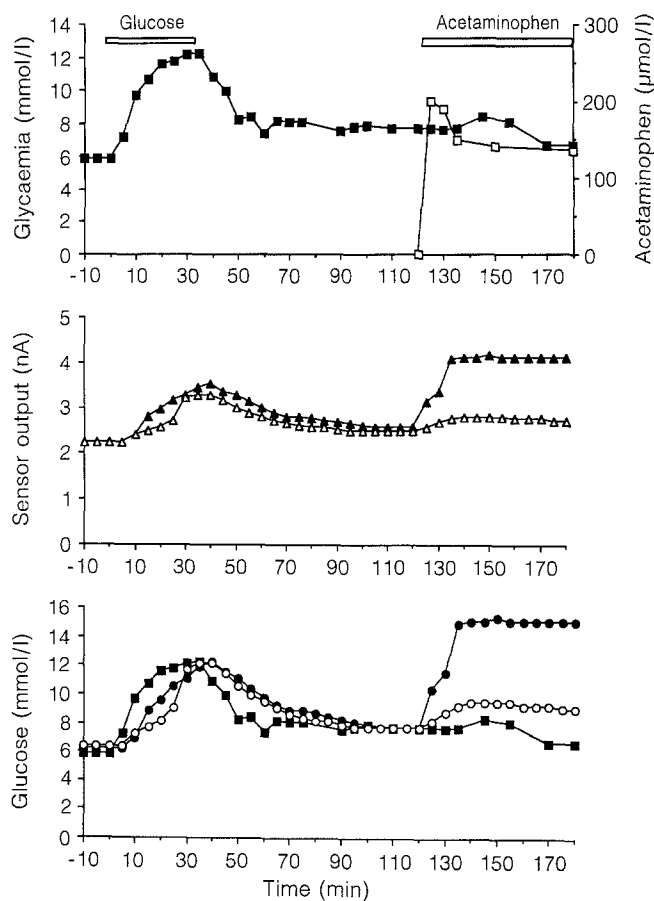 Glucose
Acetaminophen
Glycaemia (mmol/l)
14
12
10
8
6
4
2
0
300
200
100
0
Acetaminophen (µmol/l)
-10 10 30 50 70 90 110 130 150 170
Sensor output (nA)
5
4
3
2
1
0
-10 10 30 50 70 90 110 130 150 170
Glucose (mmol/l)
16
14
12
10
8
6
4
2
0
-10 10 30 50 70 90 110 130 150 170
Time (min)